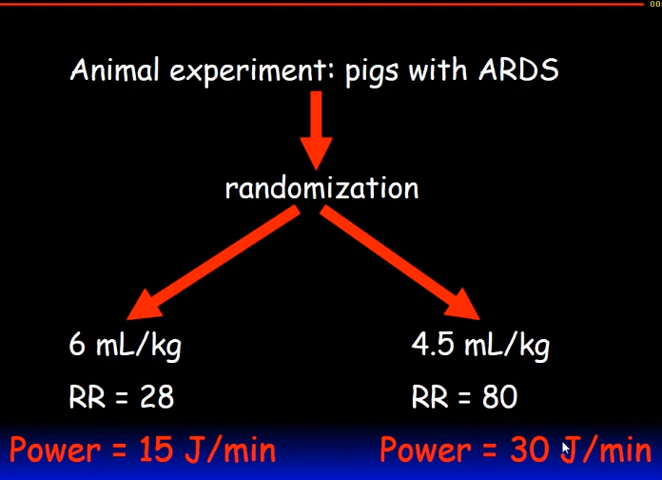 00:
Animal experiment: pigs with ARDS
randomization
6 mL/kg
RR = 28
Power = 15 J/min
4.5 mL/kg
RR = 80
Power = 30 J/min